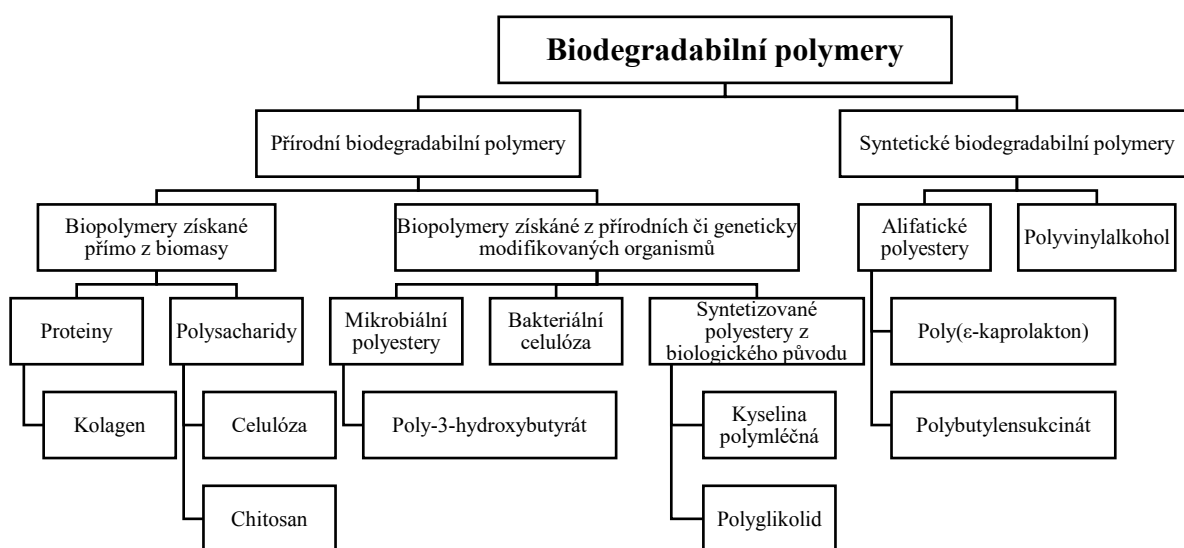 Biodegradabilní polymery
Přírodní biodegradabilní polymery
Syntetické biodegradabilní polymery
Biopolymery získané
přímo z biomasy
Biopolymery získáné z přírodních či geneticky
modifikovaných organismů
Alifatické
polyestery
Polyvinylalkohol
Proteiny
Polysacharidy
Mikrobiální
polyestery
Bakteriální
celulóza
Syntetizované
polyestery z
biologického původu
Poly(ε-kaprolakton)
Kolagen
Celulóza
Poly-3-hydroxybutyrát
Kyselina
polymléčná
Polybutylensukcinát
Chitosan
Polyglikolid